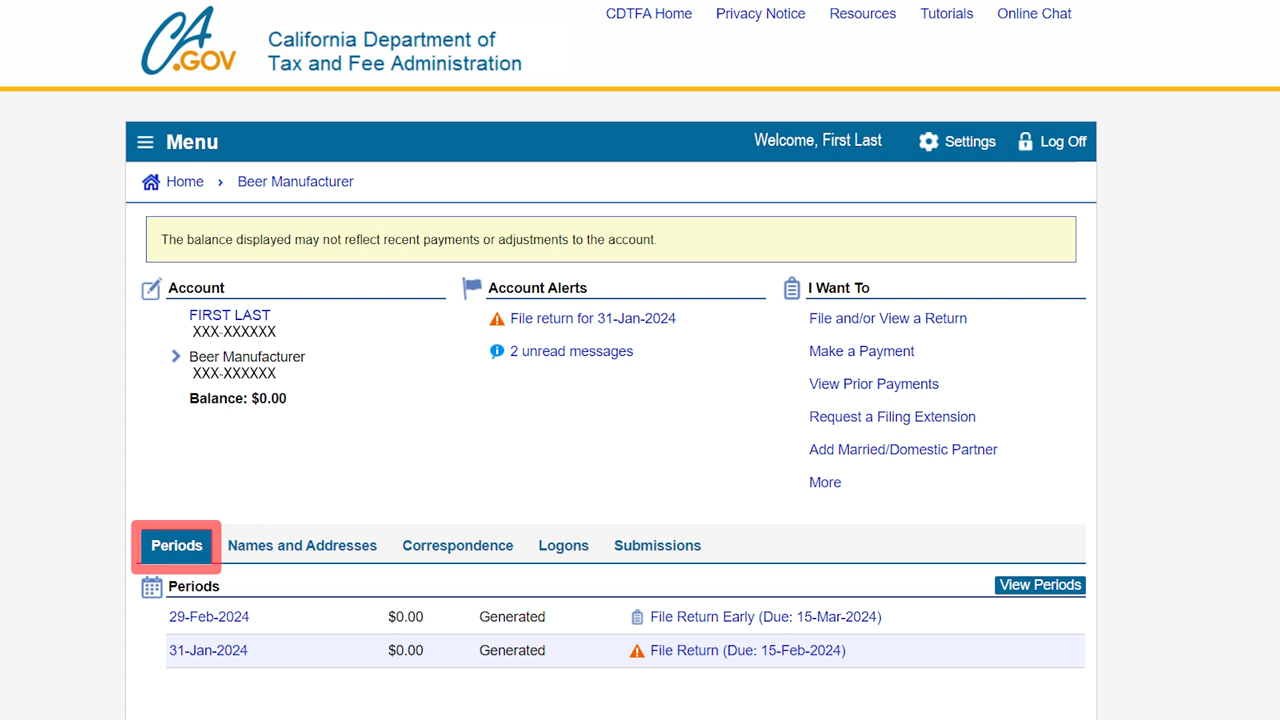 CDTFA Home Privacy Notice Resources Tutorials Online Chat
CA.GOV
California Department of
Tax and Fee Administration
Menu Welcome, First Last Settings Log Off
Home › Beer Manufacturer
The balance displayed may not reflect recent payments or adjustments to the account.
Account
FIRST LAST
XXX-XXXXXX
Beer Manufacturer
XXX-XXXXXX
Balance: $0.00
Account Alerts
File return for 31-Jan-2024
2 unread messages
I Want To
File and/or View a Return
Make a Payment
View Prior Payments
Request a Filing Extension
Add Married/Domestic Partner
More
Periods Names and Addresses Correspondence Logons Submissions
Periods View Periods
29-Feb-2024 $0.00 Generated File Return Early (Due: 15-Mar-2024)
31-Jan-2024 $0.00 Generated File Return (Due: 15-Feb-2024)